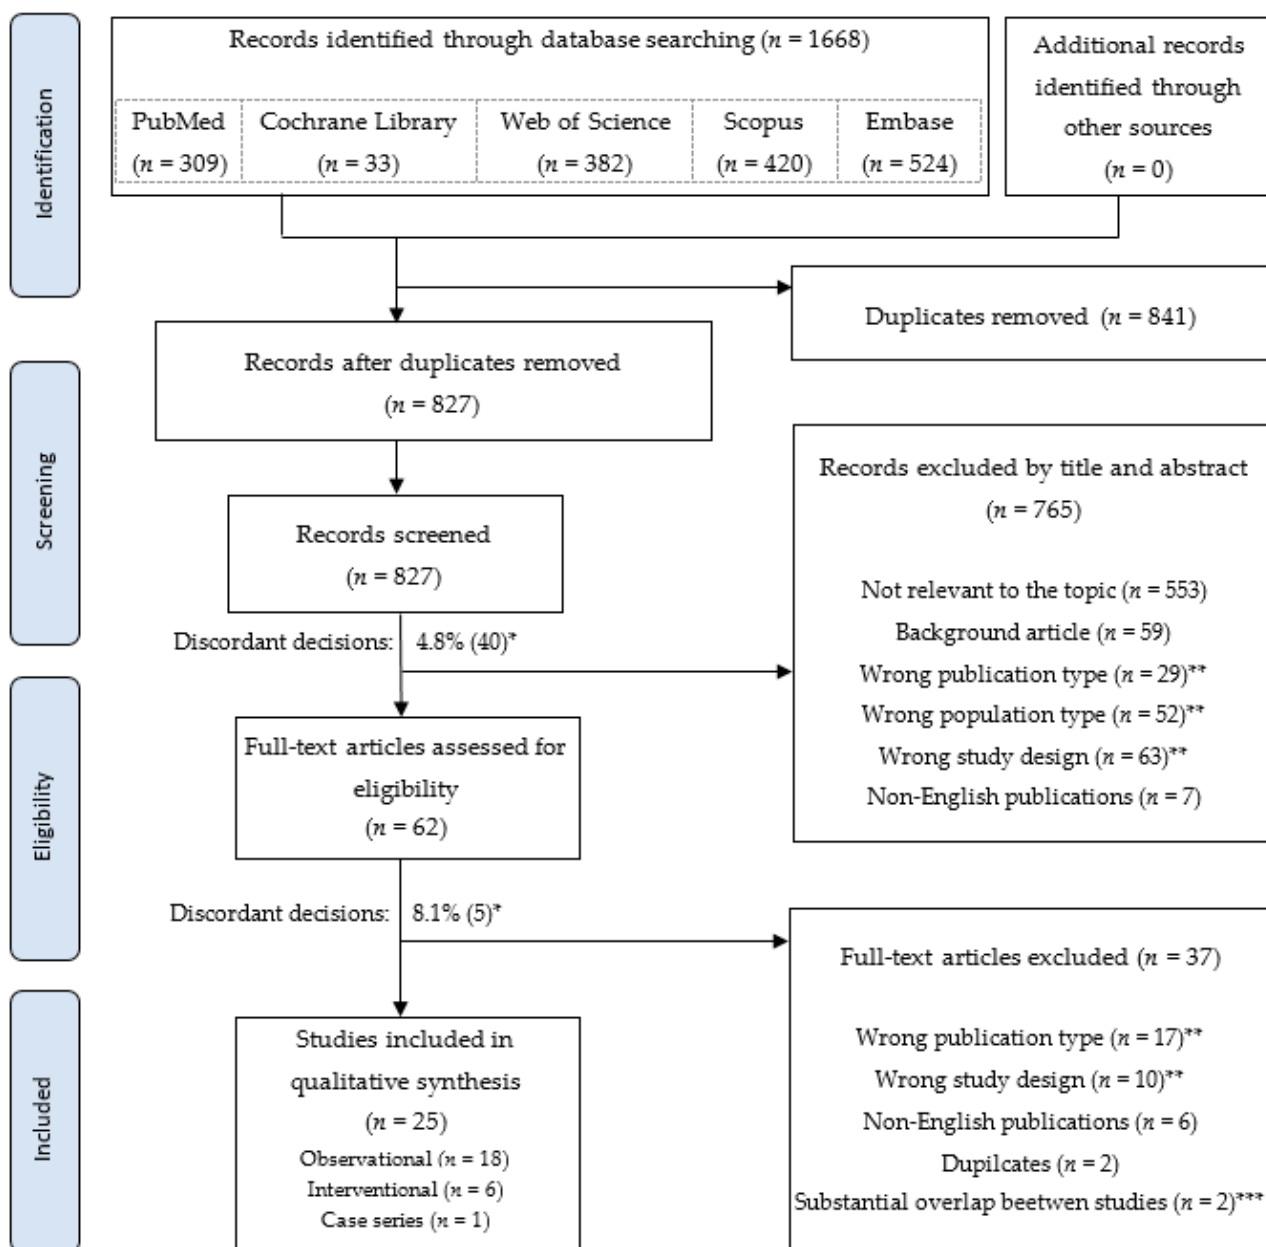 Identification
Records identified through database searching (n = 1668)
PubMed
(n = 309)
Cochrane Library
(n = 33)
Web of Science
(n = 382)
Scopus
(n = 420)
Embase
(n = 524)
Additional records
identified through
other sources
(n = 0)
Duplicates removed (n = 841)
Screening
Records after duplicates removed
(n = 827)
Records screened
(n = 827)
Discordant decisions: 4.8% (40)*
Records excluded by title and abstract
(n = 765)
Not relevant to the topic (n = 553)
Background article (n = 59)
Wrong publication type (n = 29)**
Wrong population type (n = 52)**
Wrong study design (n = 63)**
Non-English publications (n = 7)
Eligibility
Full-text articles assessed for
eligibility
(n = 62)
Discordant decisions: 8.1% (5)*
Full-text articles excluded (n = 37)
Wrong publication type (n = 17)**
Wrong study design (n = 10)**
Non-English publications (n = 6)
Dupilcates (n = 2)
Substantial overlap beetwen studies (n = 2)***
Included
Studies included in
qualitative synthesis
(n = 25)
Observational (n = 18)
Interventional (n = 6)
Case series (n = 1)